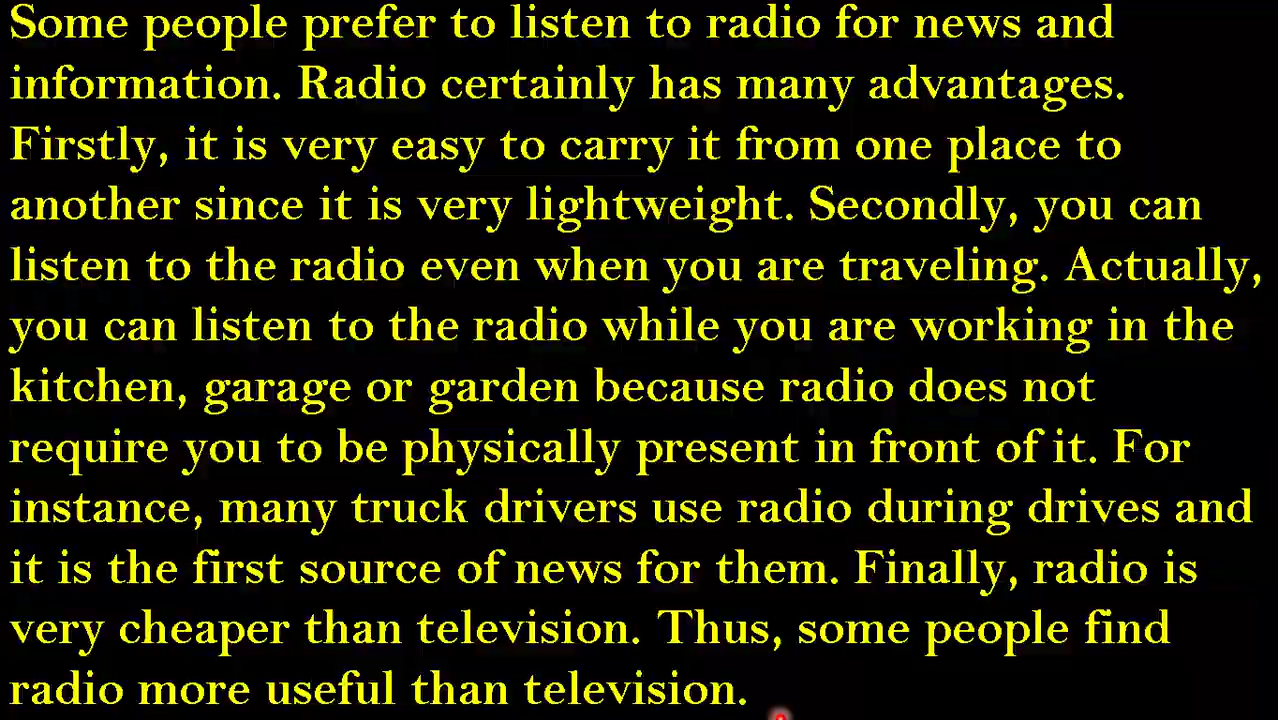 Some people prefer to listen to radio for news and
information. Radio certainly has many advantages.
Firstly, it is very easy to carry it from one place to
another since it is very lightweight. Secondly, you can
listen to the radio even when you are traveling. Actually,
you can listen to the radio while you are working in the
kitchen, garage or garden because radio does not
require you to be physically present in front of it. For
instance, many truck drivers use radio during drives and
it is the first source of news for them. Finally, radio is
very cheaper than television. Thus, some people find
radio more useful than television.